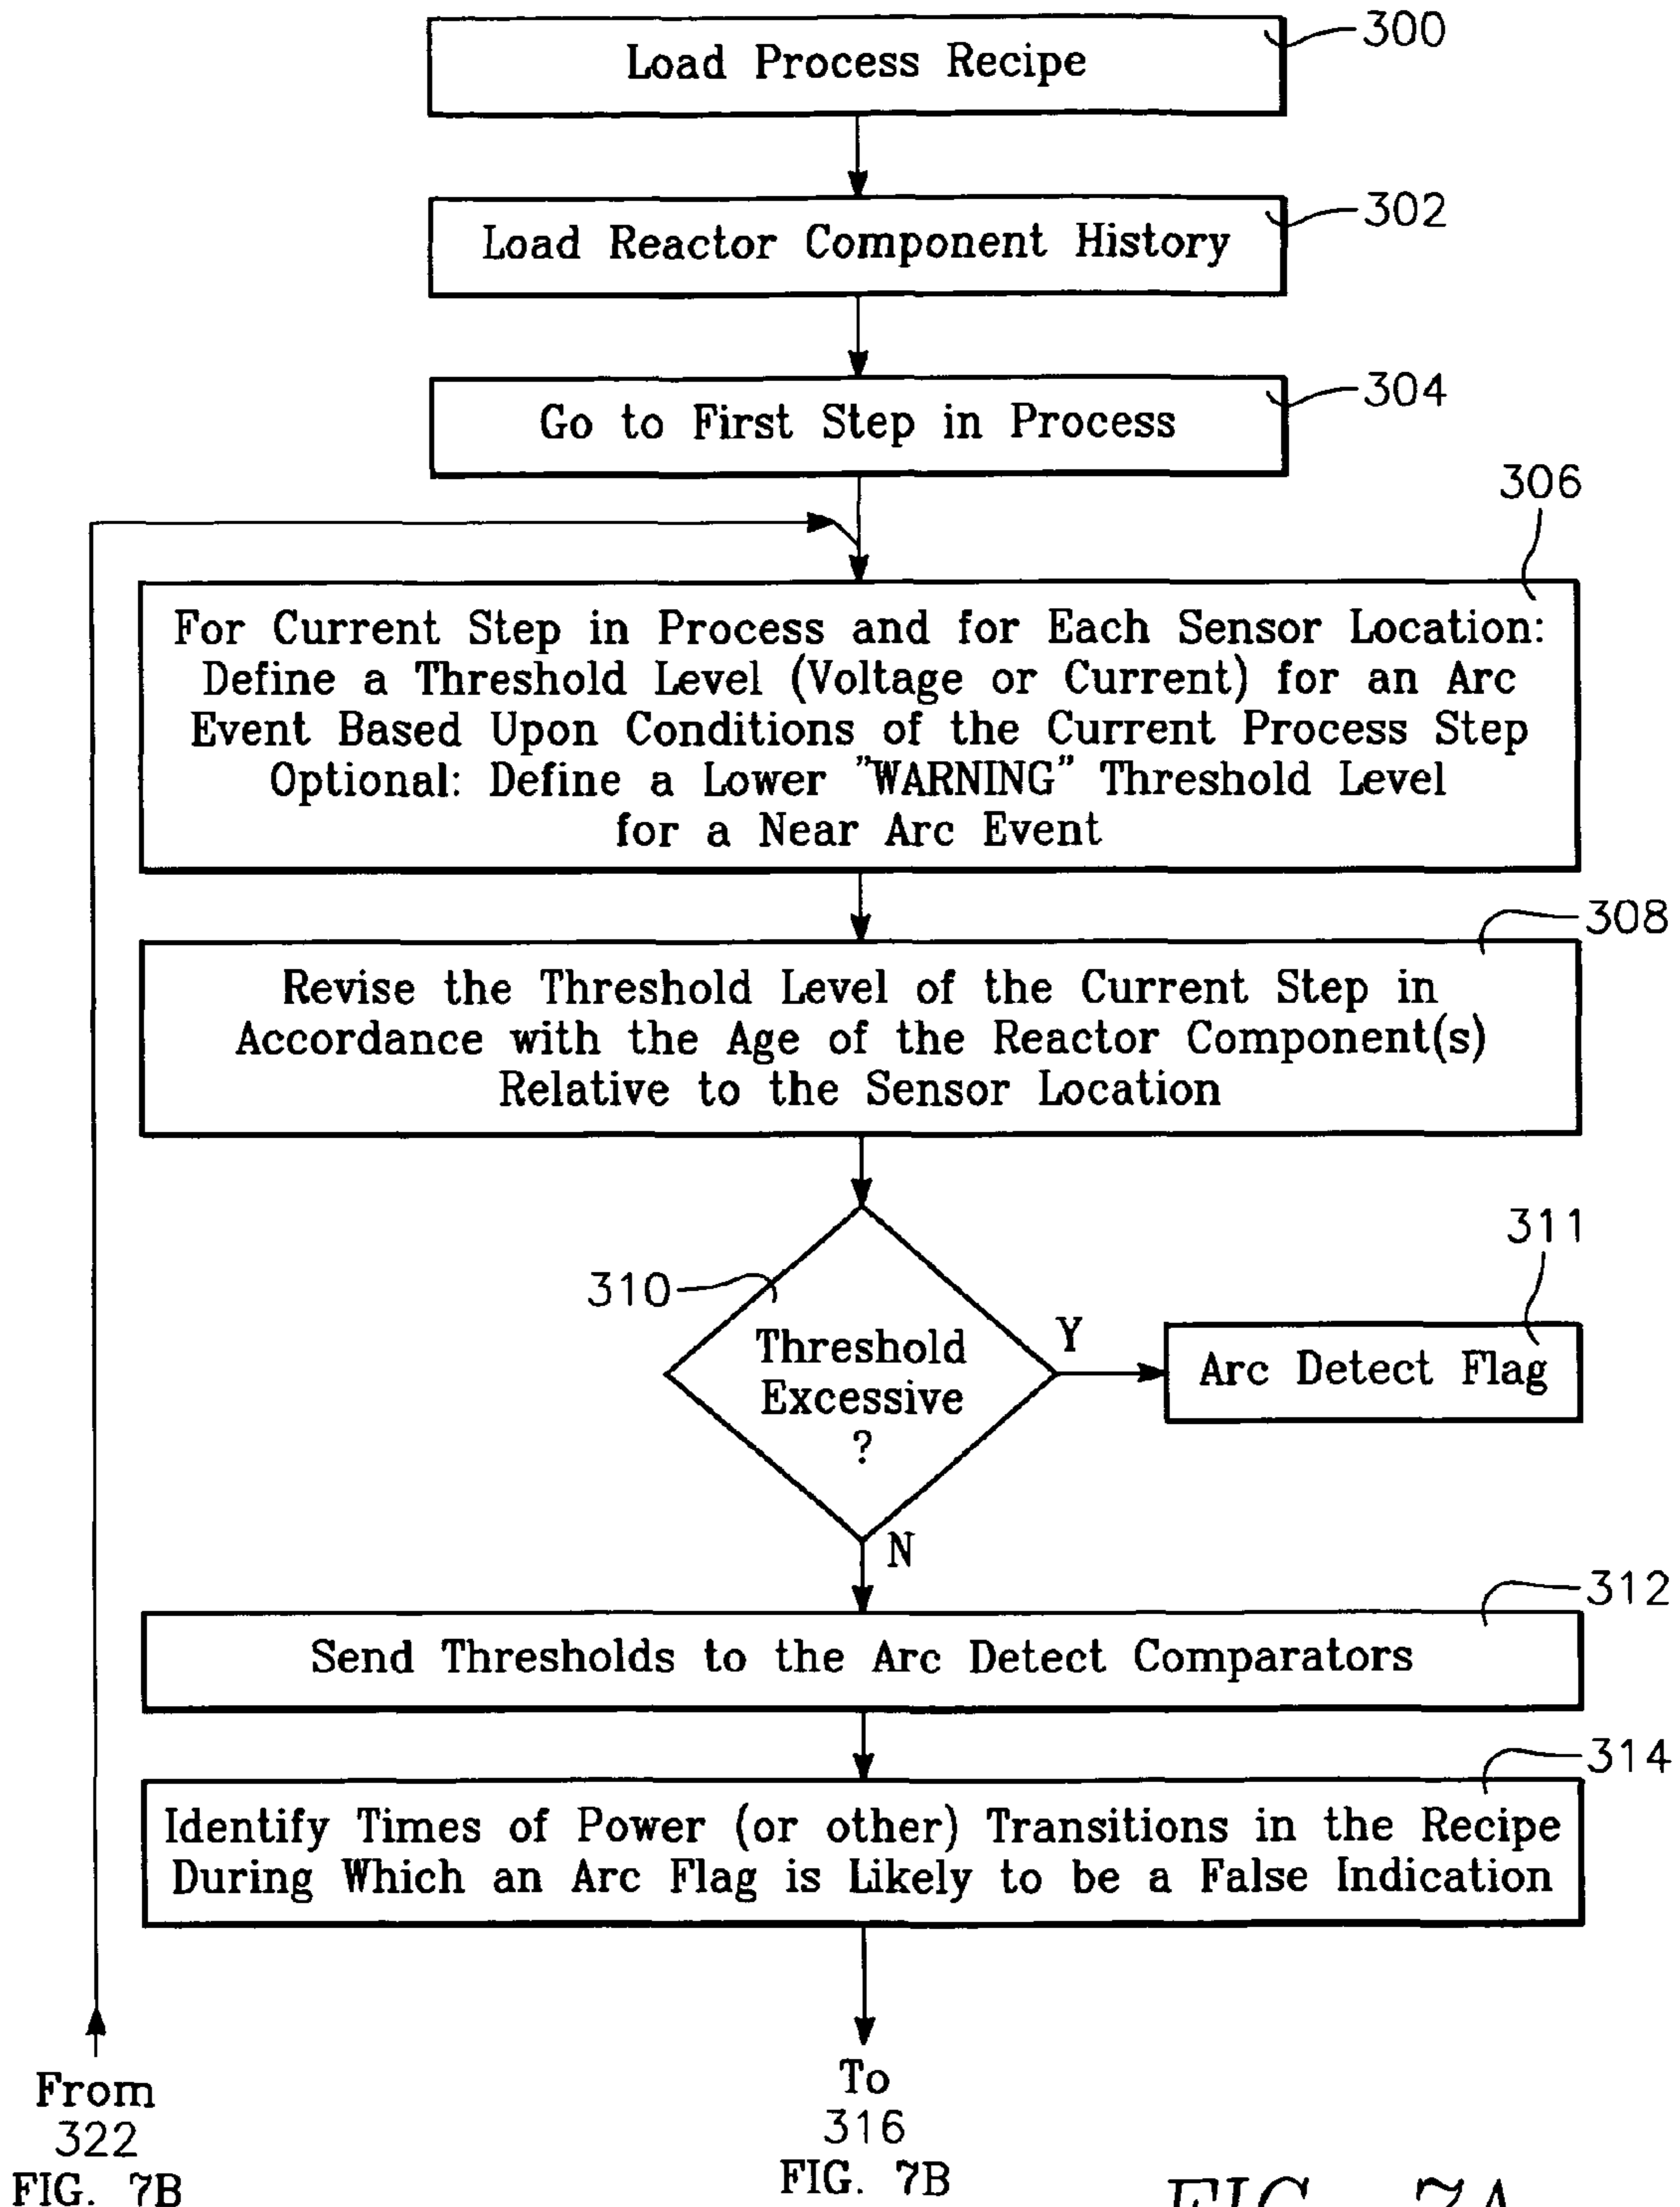 300
Load Process Recipe
302
Load Reactor Component History
304
Go to First Step in Process
306
For Current Step in Process and for Each Sensor Location:
Define a Threshold Level (Voltage or Current) for an Arc
Event Based Upon Conditions of the Current Process Step
Optional: Define a Lower "WARNING" Threshold Level
for a Near Arc Event
308
Revise the Threshold Level of the Current Step in
Accordance with the Age of the Reactor Component(s)
Relative to the Sensor Location
310
Threshold
Excessive
?
Y
311
Arc Detect Flag
N
312
Send Thresholds to the Arc Detect Comparators
314
Identify Times of Power (or other) Transitions in the Recipe
During Which an Arc Flag is Likely to be a False Indication
From
322
FIG. 7B
To
316
FIG. 7B
FIG. 7A